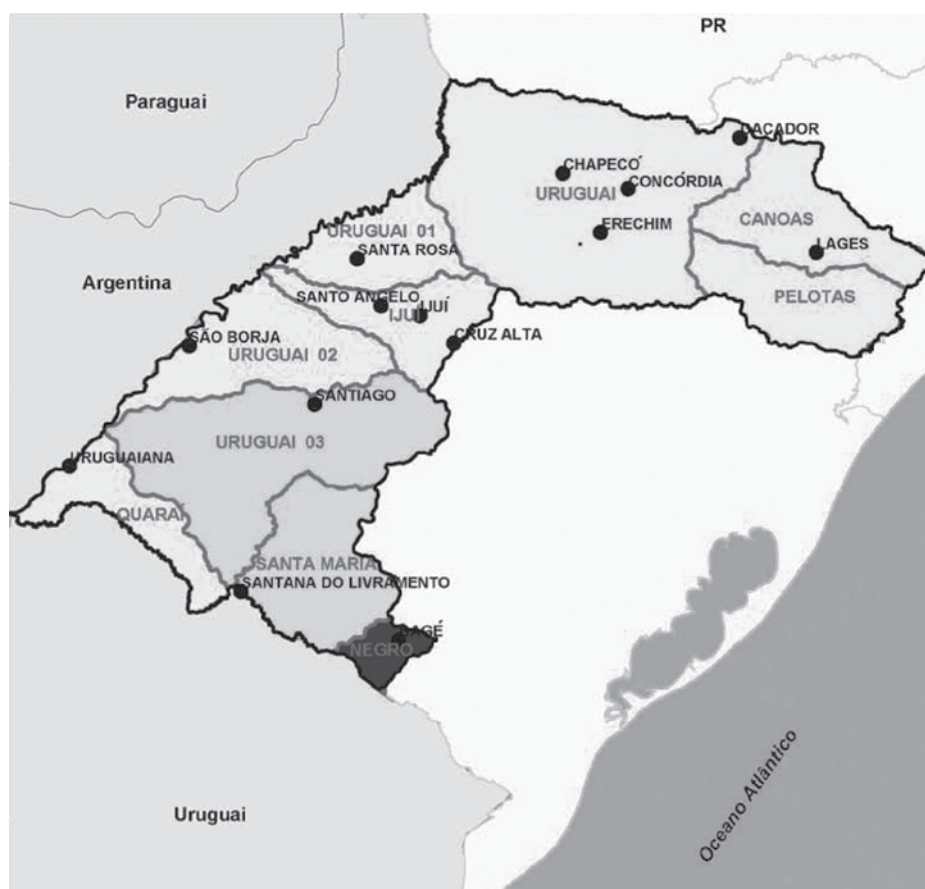 PR
Paraguai
CAÇADOR
CHAPECÓ
CONCÓRDIA
URUGUAI
CANOAS
ERECHIM
LAGES
URUGUAI 01
SANTA ROSA
Argentina
PELOTAS
SANTO ANGELO
IJUÍ
IJUÍ
CRUZ ALTA
SÃO BORJA
URUGUAI 02
SANTIAGO
URUGUAI 03
URUGUAIANA
QUARAÍ
SANTA MARIA
SANTANA DO LIVRAMENTO
BAGÉ
NEGRO
Oceano Atlântico
Uruguai